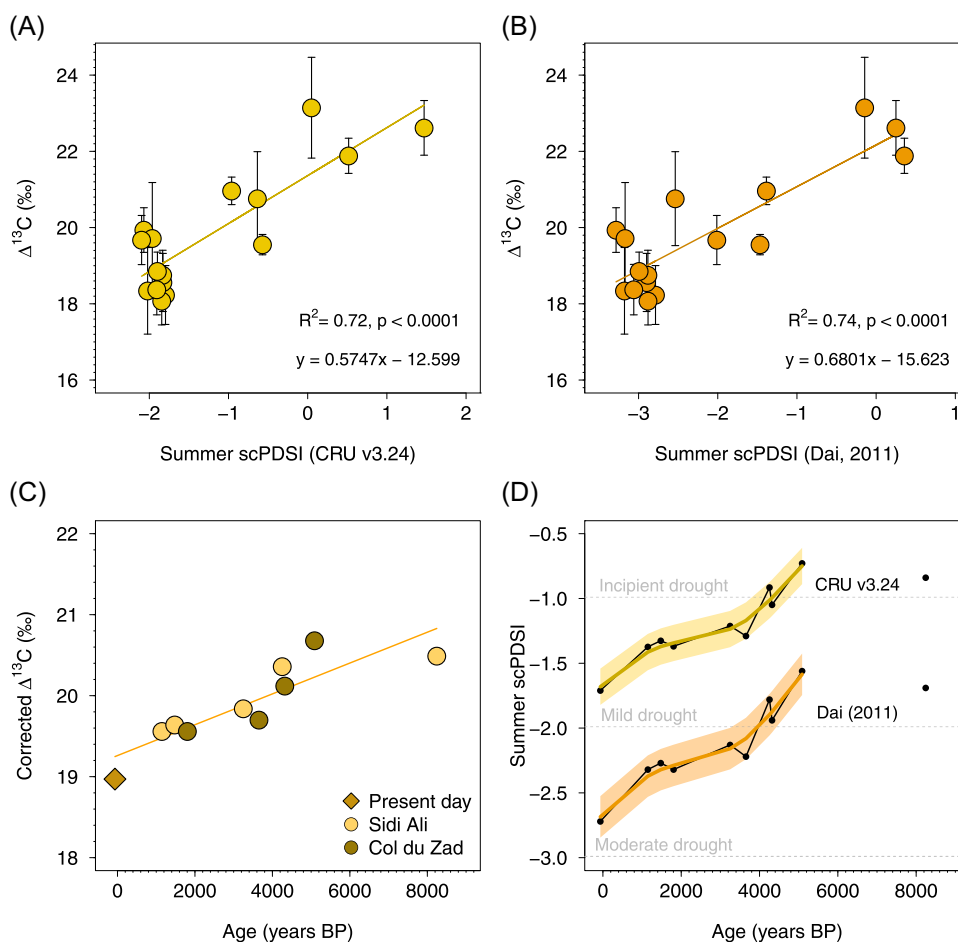 (A)
24
22
20
18
16
Δ¹³C (‰)
R²= 0.72, p < 0.0001
y = 0.5747x − 12.599
−2 −1 0 1 2
Summer scPDSI (CRU v3.24)
(B)
24
22
20
18
16
Δ¹³C (‰)
R²= 0.74, p < 0.0001
y = 0.6801x − 15.623
−3 −2 −1 0 1
Summer scPDSI (Dai, 2011)
(C)
22
21
20
19
18
Corrected Δ¹³C (‰)
Present day
Sidi Ali
Col du Zad
0 2000 4000 6000 8000
Age (years BP)
(D)
−0.5
−1.0
−1.5
−2.0
−2.5
−3.0
Summer scPDSI
Incipient drought
CRU v3.24
Mild drought
Dai (2011)
Moderate drought
0 2000 4000 6000 8000
Age (years BP)